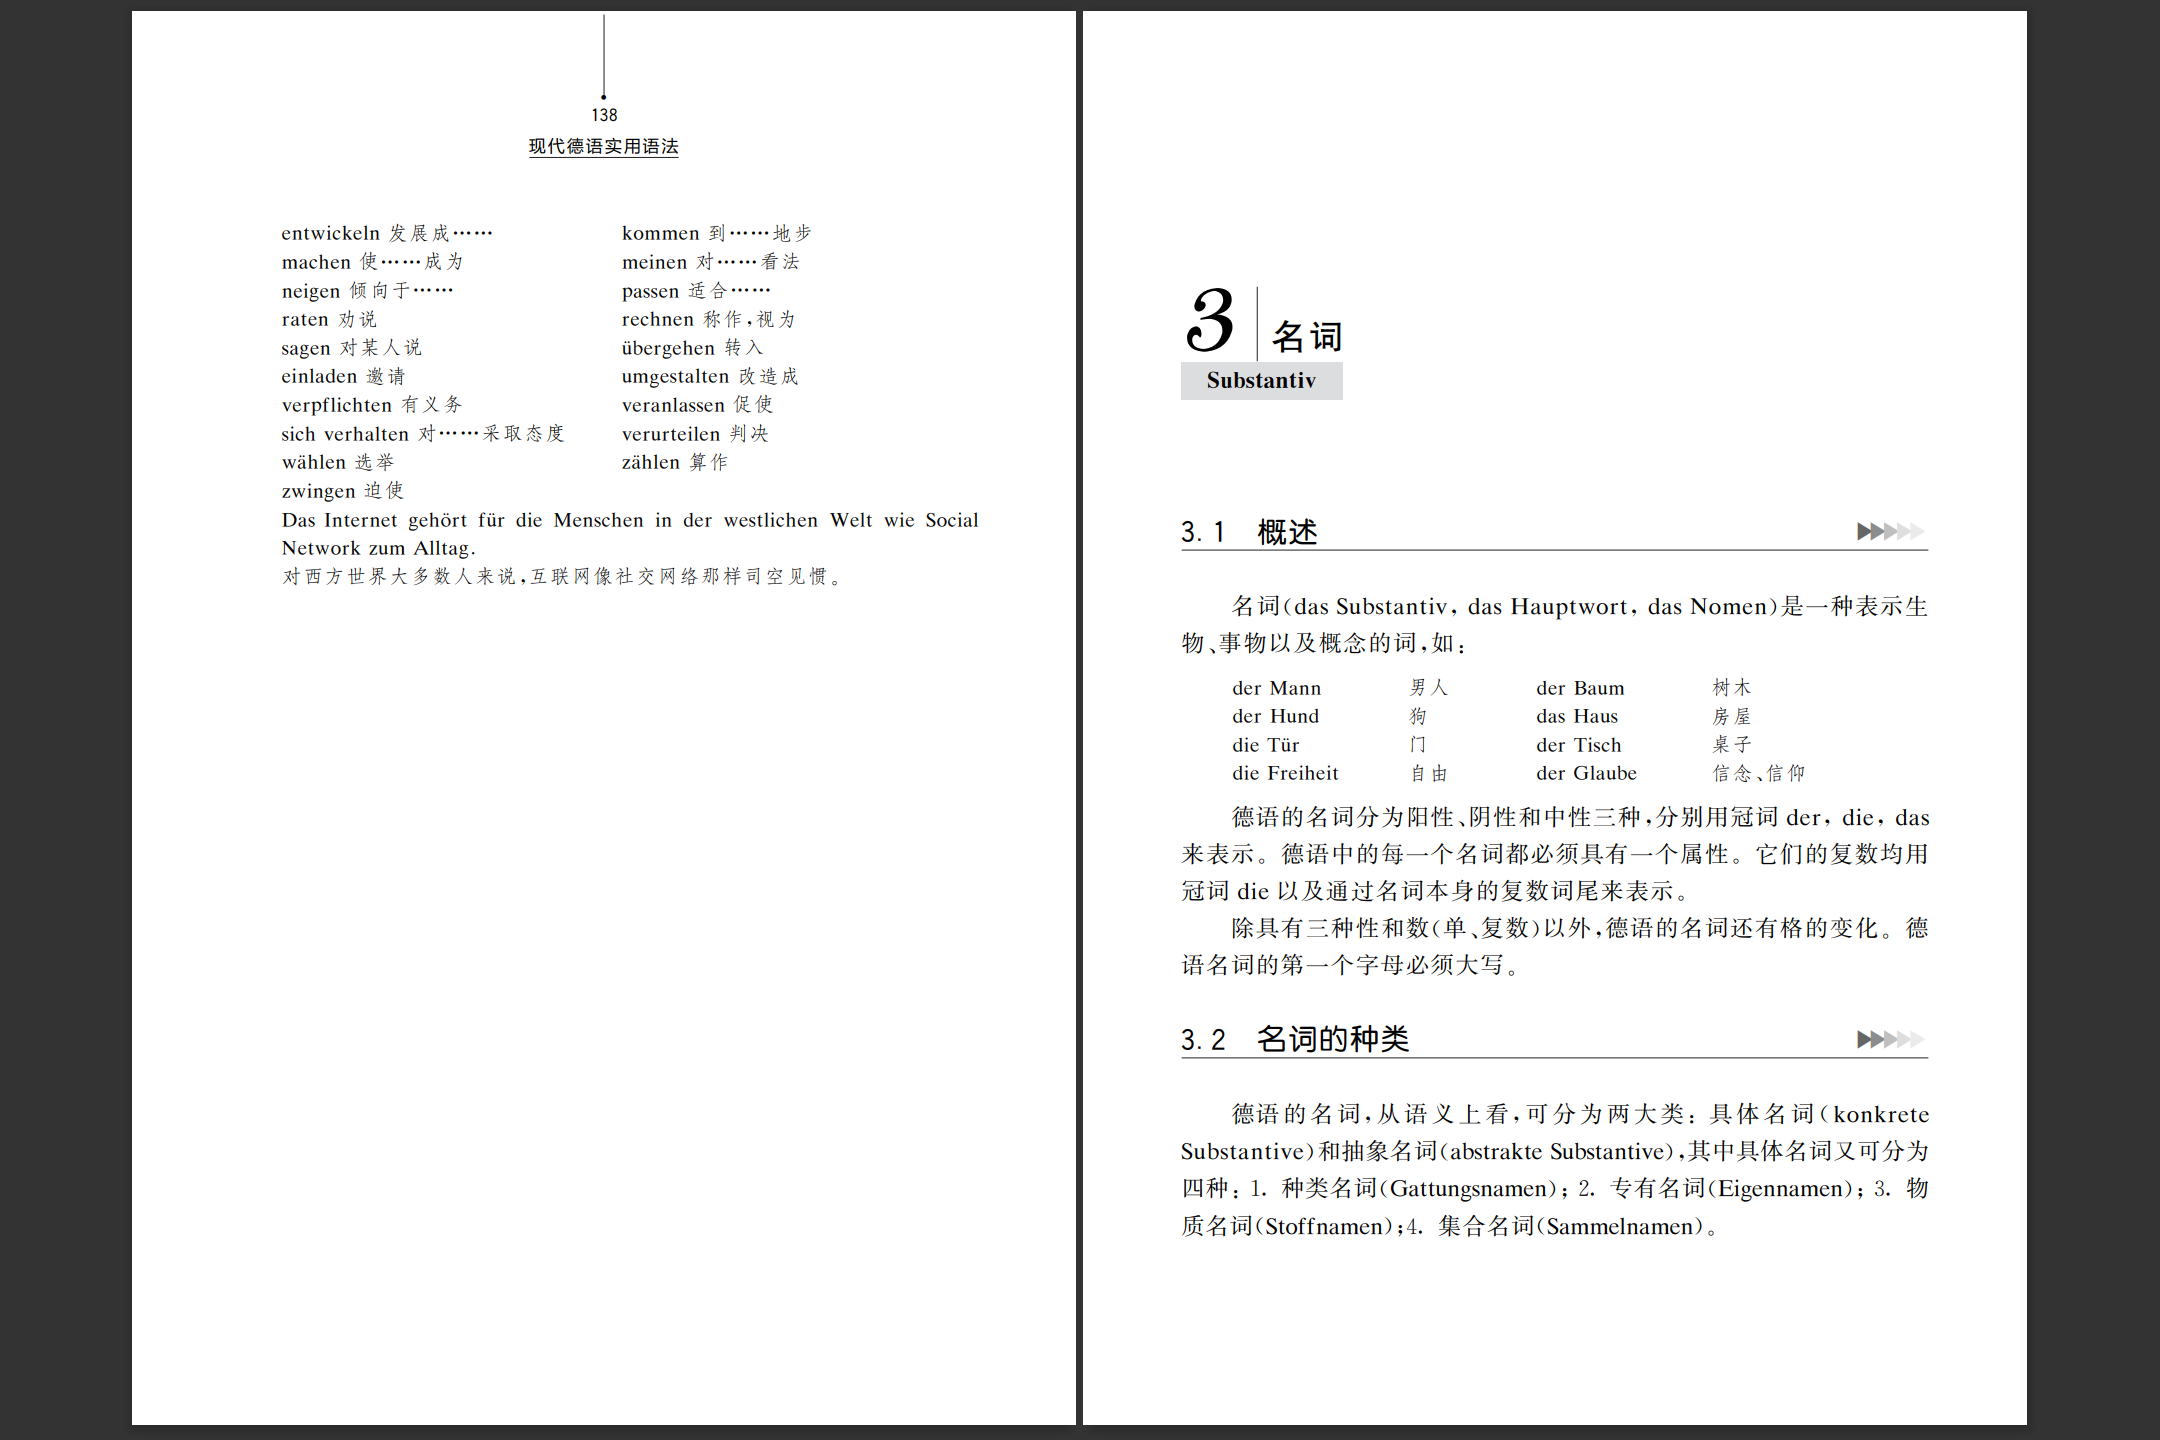 138
现代德语实用语法
entwickeln 发展成…… kommen 到……地步
machen 使……成为 meinen 对……看法
neigen 倾向于…… passen 适合……
raten 劝说 rechnen 称作,视为
sagen 对某人说 übergehen 转入
einladen 邀请 umgestalten 改造成
verpflichten 有义务 veranlassen 促使
sich verhalten 对……采取态度 verurteilen 判决
wählen 选举 zählen 算作
zwingen 迫使
Das Internet gehört für die Menschen in der westlichen Welt wie Social
Network zum Alltag.
对西方世界大多数人来说,互联网像社交网络那样司空见惯。
3 名词
Substantiv
3. 1 概述
名词(das Substantiv, das Hauptwort, das Nomen)是一种表示生
物、事物以及概念的词,如:
der Mann 男人 der Baum 树木
der Hund 狗 das Haus 房屋
die Tür 门 der Tisch 桌子
die Freiheit 自由 der Glaube 信念、信仰
德语的名词分为阳性、阴性和中性三种,分别用冠词 der, die, das
来表示。德语中的每一个名词都必须具有一个属性。它们的复数均用
冠词 die 以及通过名词本身的复数词尾来表示。
除具有三种性和数(单、复数)以外,德语的名词还有格的变化。德
语名词的第一个字母必须大写。
3. 2 名词的种类
德语的名词,从语义上看,可分为两大类: 具体名词(konkrete
Substantive)和抽象名词(abstrakte Substantive),其中具体名词又可分为
四种: 1. 种类名词(Gattungsnamen); 2. 专有名词(Eigennamen); 3. 物
质名词(Stoffnamen);4. 集合名词(Sammelnamen)。